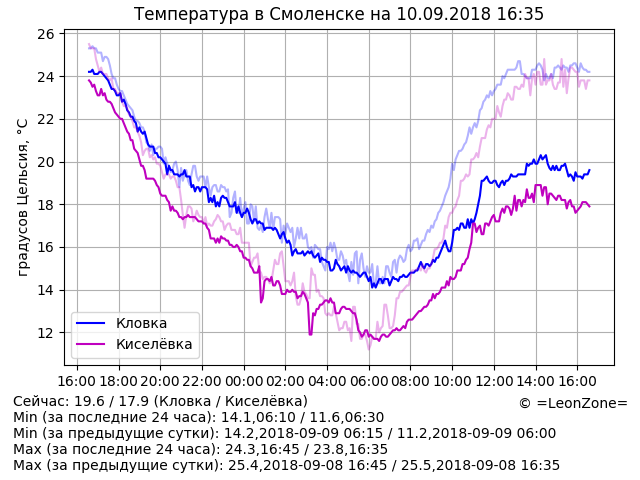 Температура в Смоленске на 10.09.2018 16:35
градусов Цельсия, °C
26
24
22
20
18
16
14
12
Кловка
Киселёвка
16:00 18:00 20:00 22:00 00:00 02:00 04:00 06:00 08:00 10:00 12:00 14:00 16:00
Сейчас: 19.6 / 17.9 (Кловка / Киселёвка)
© =LeonZone=
Min (за последние 24 часа): 14.1,06:10 / 11.6,06:30
Min (за предыдущие сутки): 14.2,2018-09-09 06:15 / 11.2,2018-09-09 06:00
Max (за последние 24 часа): 24.3,16:45 / 23.8,16:35
Max (за предыдущие сутки): 25.4,2018-09-08 16:45 / 25.5,2018-09-08 16:35